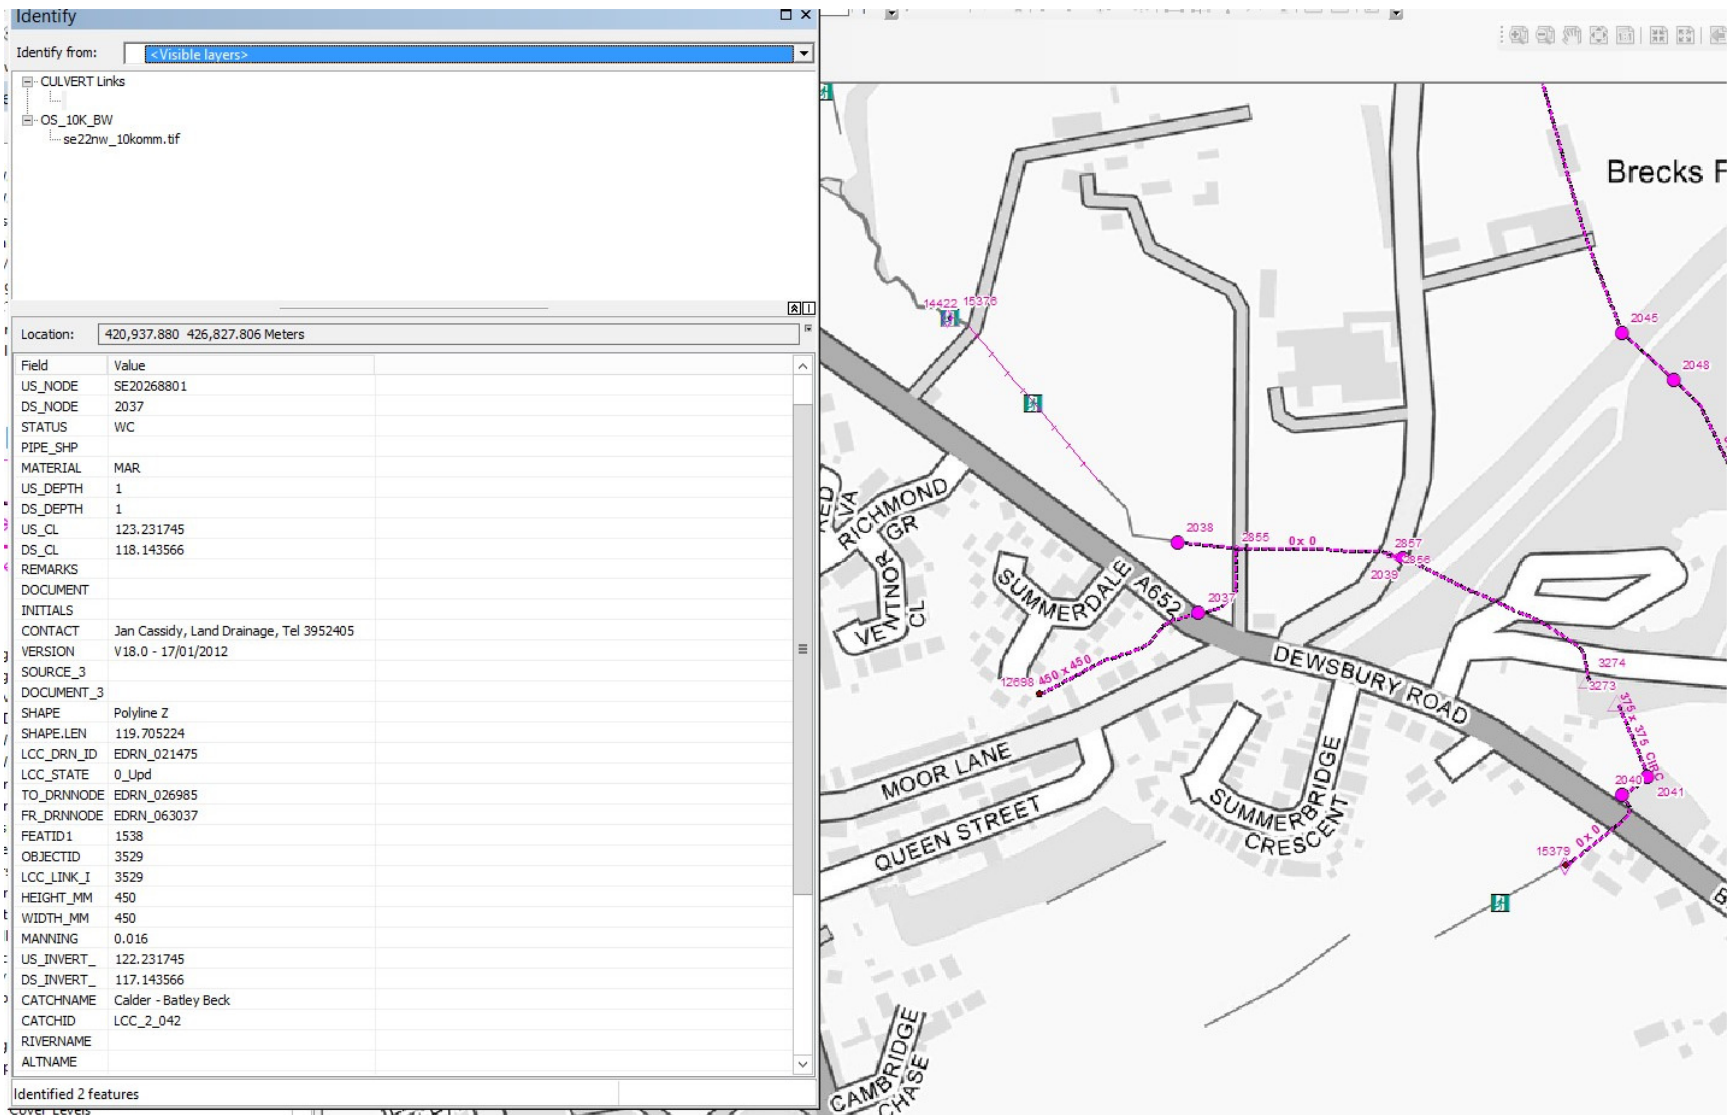 Identify
Identify from:
<Visible layers>
CULVERT Links
OS_10K_BW
se22nw_10komm.tif
Location:
420,937.880 426,827.806 Meters
Field Value
US_NODE SE20268801
DS_NODE 2037
STATUS WC
PIPE_SHP
MATERIAL MAR
US_DEPTH 1
DS_DEPTH 1
US_CL 123.231745
DS_CL 118.143566
REMARKS
DOCUMENT
INITIALS
CONTACT Jan Cassidy, Land Drainage, Tel 3952405
VERSION V18.0 - 17/01/2012
SOURCE_3
DOCUMENT_3
SHAPE Polyline Z
SHAPE.LEN 119.705224
LCC_DRN_ID EDRN_021475
LCC_STATE 0_Upd
TO_DRNNODE EDRN_026985
FR_DRNNODE EDRN_063037
FEATID1 1538
OBJECTID 3529
LCC_LINK_I 3529
HEIGHT_MM 450
WIDTH_MM 450
MANNING 0.016
US_INVERT_ 122.231745
DS_INVERT_ 117.143566
CATCHNAME Calder - Batley Beck
CATCHID LCC_2_042
RIVERNAME
ALTNAME
Identified 2 features
Cover Levels
Brecks F
14422 15376
2045
2048
RICHMOND
GR
VENTNOR
CL
2038
2855
0x 0
2857
2856
2039
SUMMERDALE
A652
2037
12698
450 x 450
DEWSBURY ROAD
3274
3273
375 x 375 CIRC
2040
2041
0 x 0
15379
MOOR LANE
QUEEN STREET
SUMMERBRIDGE
CRESCENT
CAMBRIDGE
CHASE